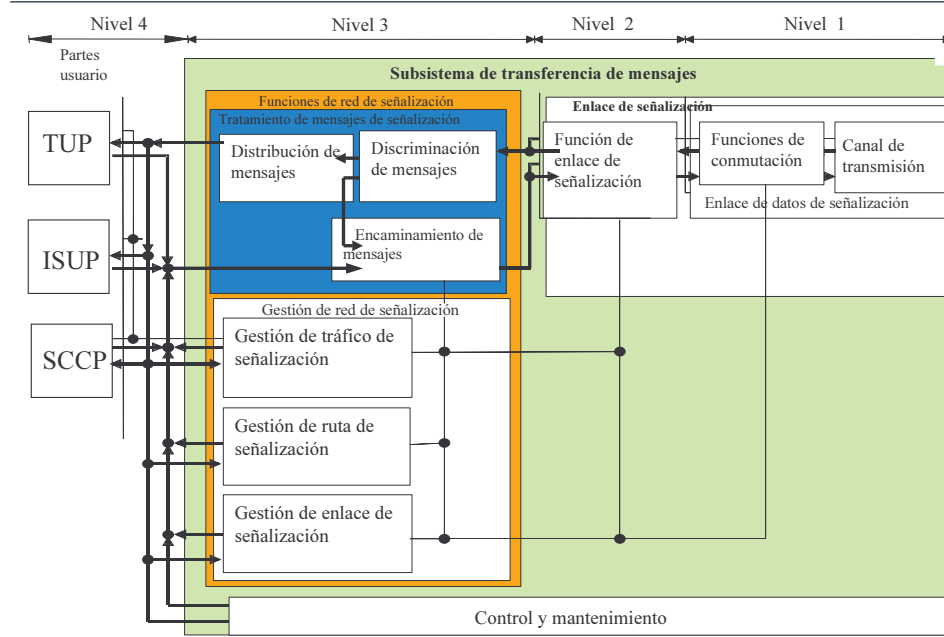 Nivel 4 Nivel 3 Nivel 2 Nivel 1
Partes
usuario
Subsistema de transferencia de mensajes
Funciones de red de señalización
Tratamiento de mensajes de señalización
Enlace de señalización
TUP
Distribución de
mensajes
Discriminación
de mensajes
Función de
enlace de
señalización
Funciones de
conmutación
Canal de
transmisión
Enlace de datos de señalización
ISUP
Encaminamiento de
mensajes
Gestión de red de señalización
SCCP
Gestión de tráfico de
señalización
Gestión de ruta de
señalización
Gestión de enlace de
señalización
Control y mantenimiento